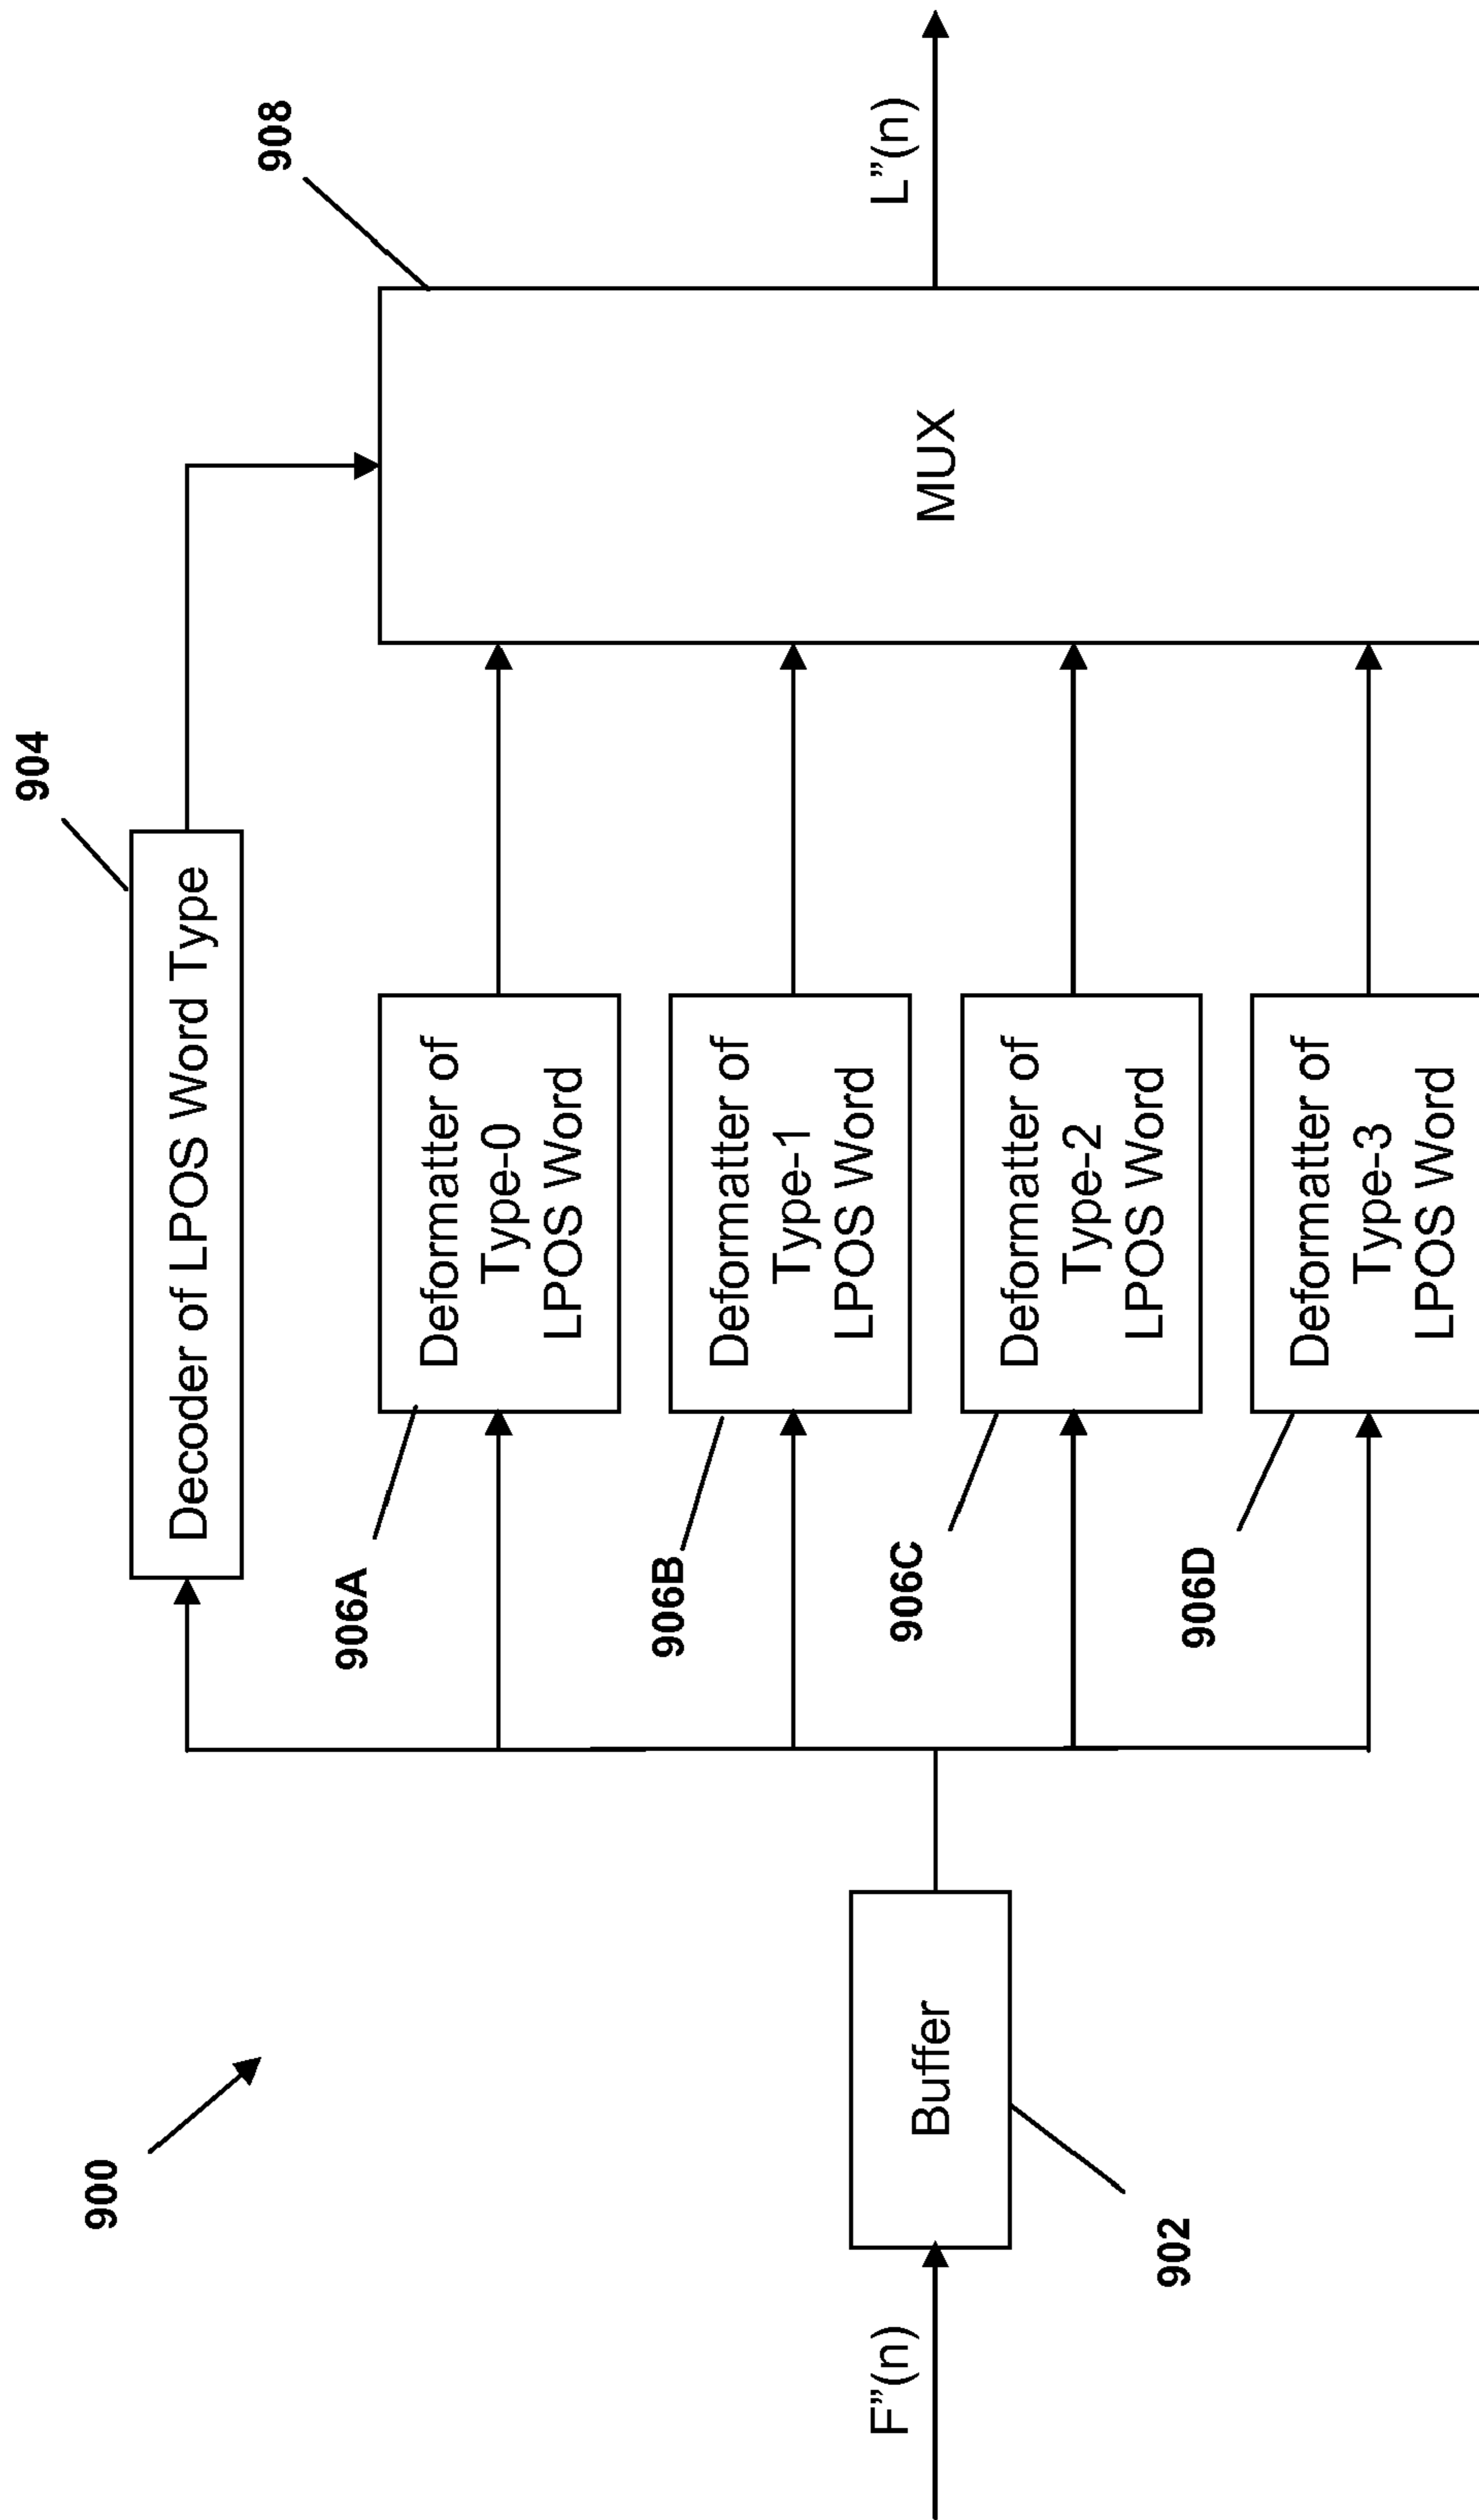 900
904
Decoder of LPOS Word Type
908
906A
Deformatter of
Type-0
LPOS Word
906B
Deformatter of
Type-1
LPOS Word
F”(n)
Buffer
902
MUX
L”(n)
906C
Deformatter of
Type-2
LPOS Word
906D
Deformatter of
Type-3
LPOS Word